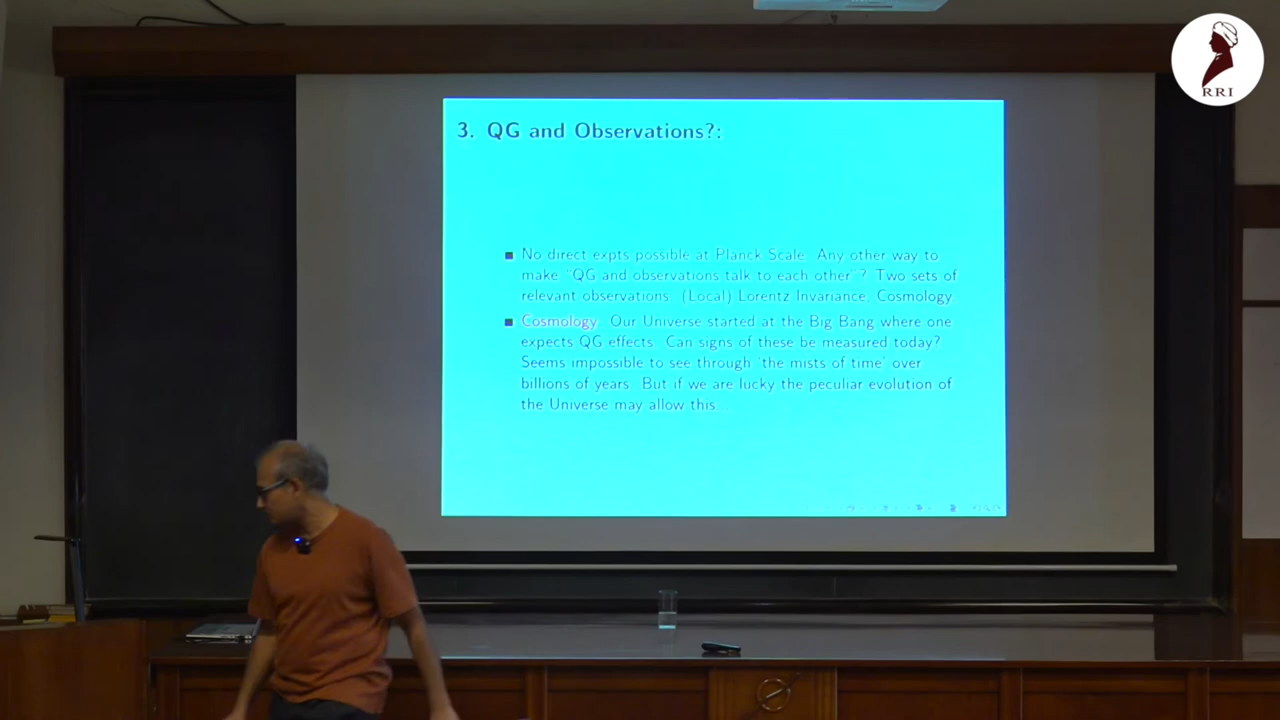 RRI
3. QG and Observations?:
No direct expts possible at Planck Scale. Any other way to
make "QG and observations talk to each other"? Two sets of
relevant observations: (Local) Lorentz Invariance, Cosmology.
Cosmology: Our Universe started at the Big Bang where one
expects QG effects. Can signs of these be measured today?
Seems impossible to see through 'the mists of time' over
billions of years. But if we are lucky the peculiar evolution of
the Universe may allow this...